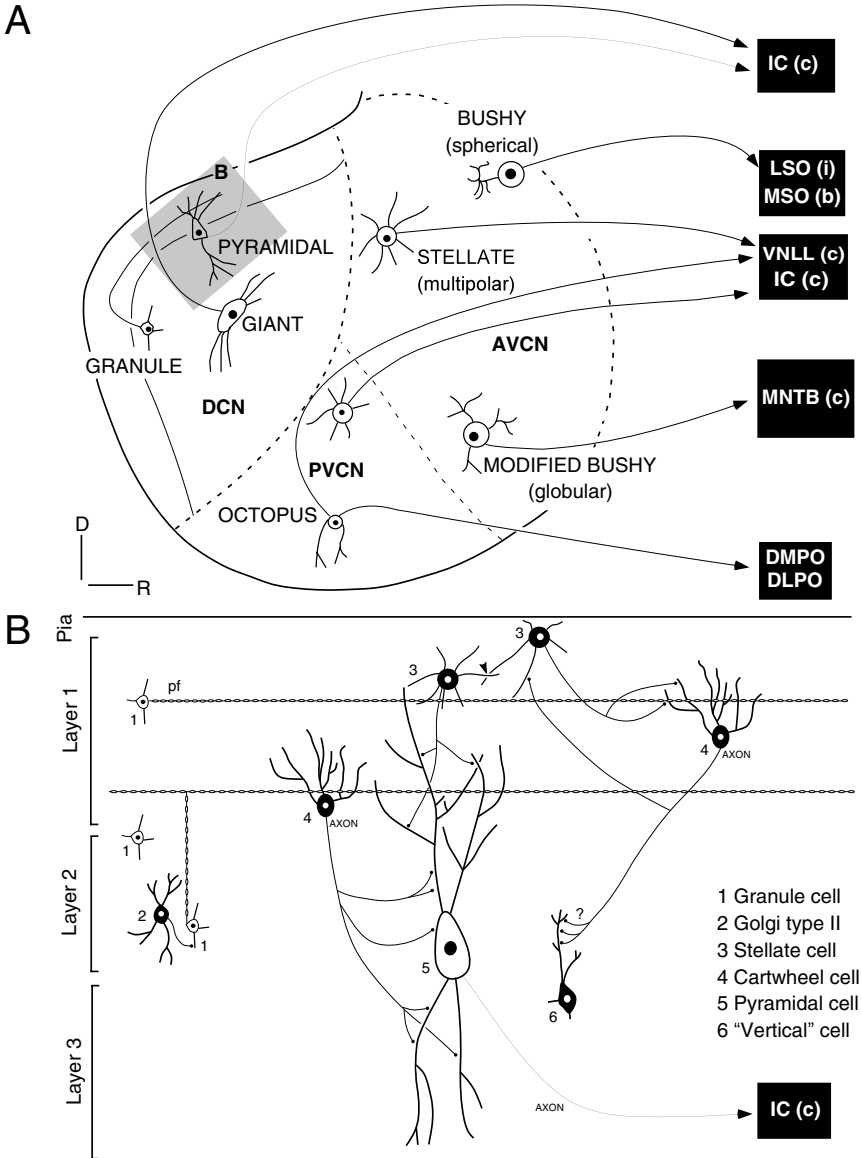 A
IC (c)
BUSHY
(spherical)
B
LSO (i)
MSO (b)
PYRAMIDAL
STELLATE
(multipolar)
VNLL (c)
IC (c)
GIANT
GRANULE
AVCN
DCN
MNTB (c)
PVCN
MODIFIED BUSHY
(globular)
OCTOPUS
D
R
DMPO
DLPO
B
Pia
Layer 1
Layer 2
Layer 3
1
pf
3
3
4
AXON
4
AXON
1
2
1
5
?
6
1 Granule cell
2 Golgi type II
3 Stellate cell
4 Cartwheel cell
5 Pyramidal cell
6 “Vertical” cell
AXON
IC (c)